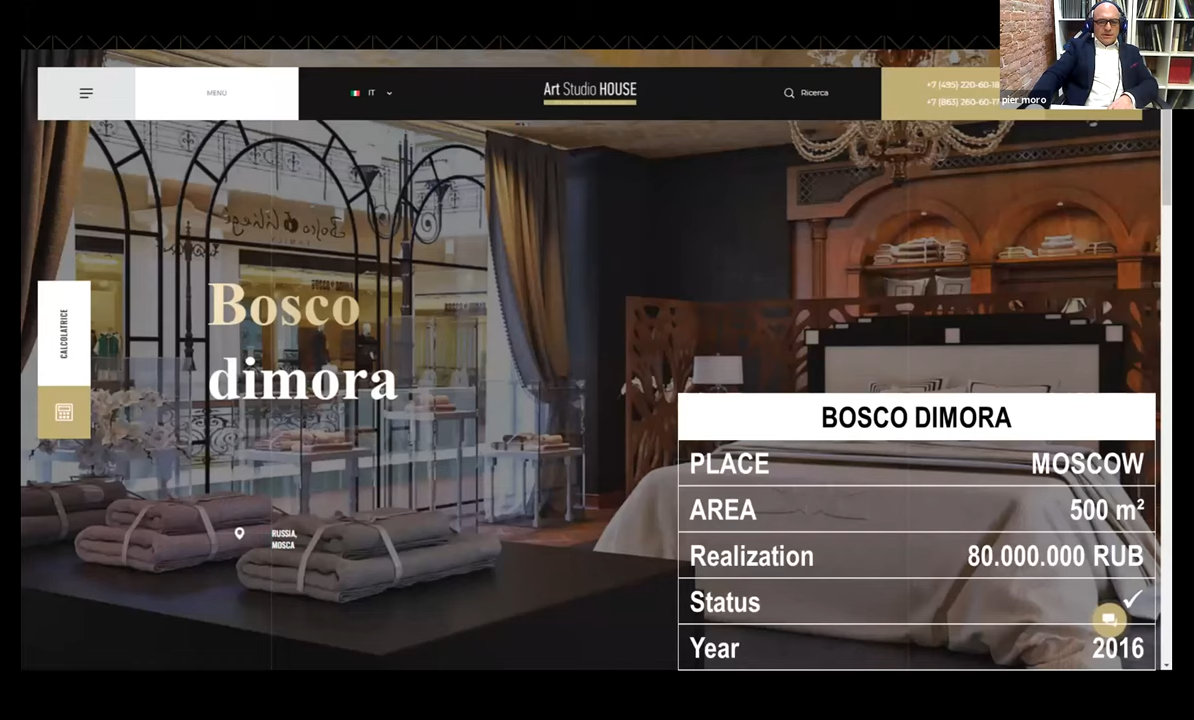 MENU
IT
Art Studio HOUSE
Ricerca
+7 (495) 220-60-1
+7 (863) 260-60-1
pier moro
Bosco
dimora
CALCOLATRICE
RUSSIA,
MOSCA
BOSCO DIMORA
PLACE MOSCOW
AREA 500 m²
Realization 80.000.000 RUB
Status ✓
Year 2016